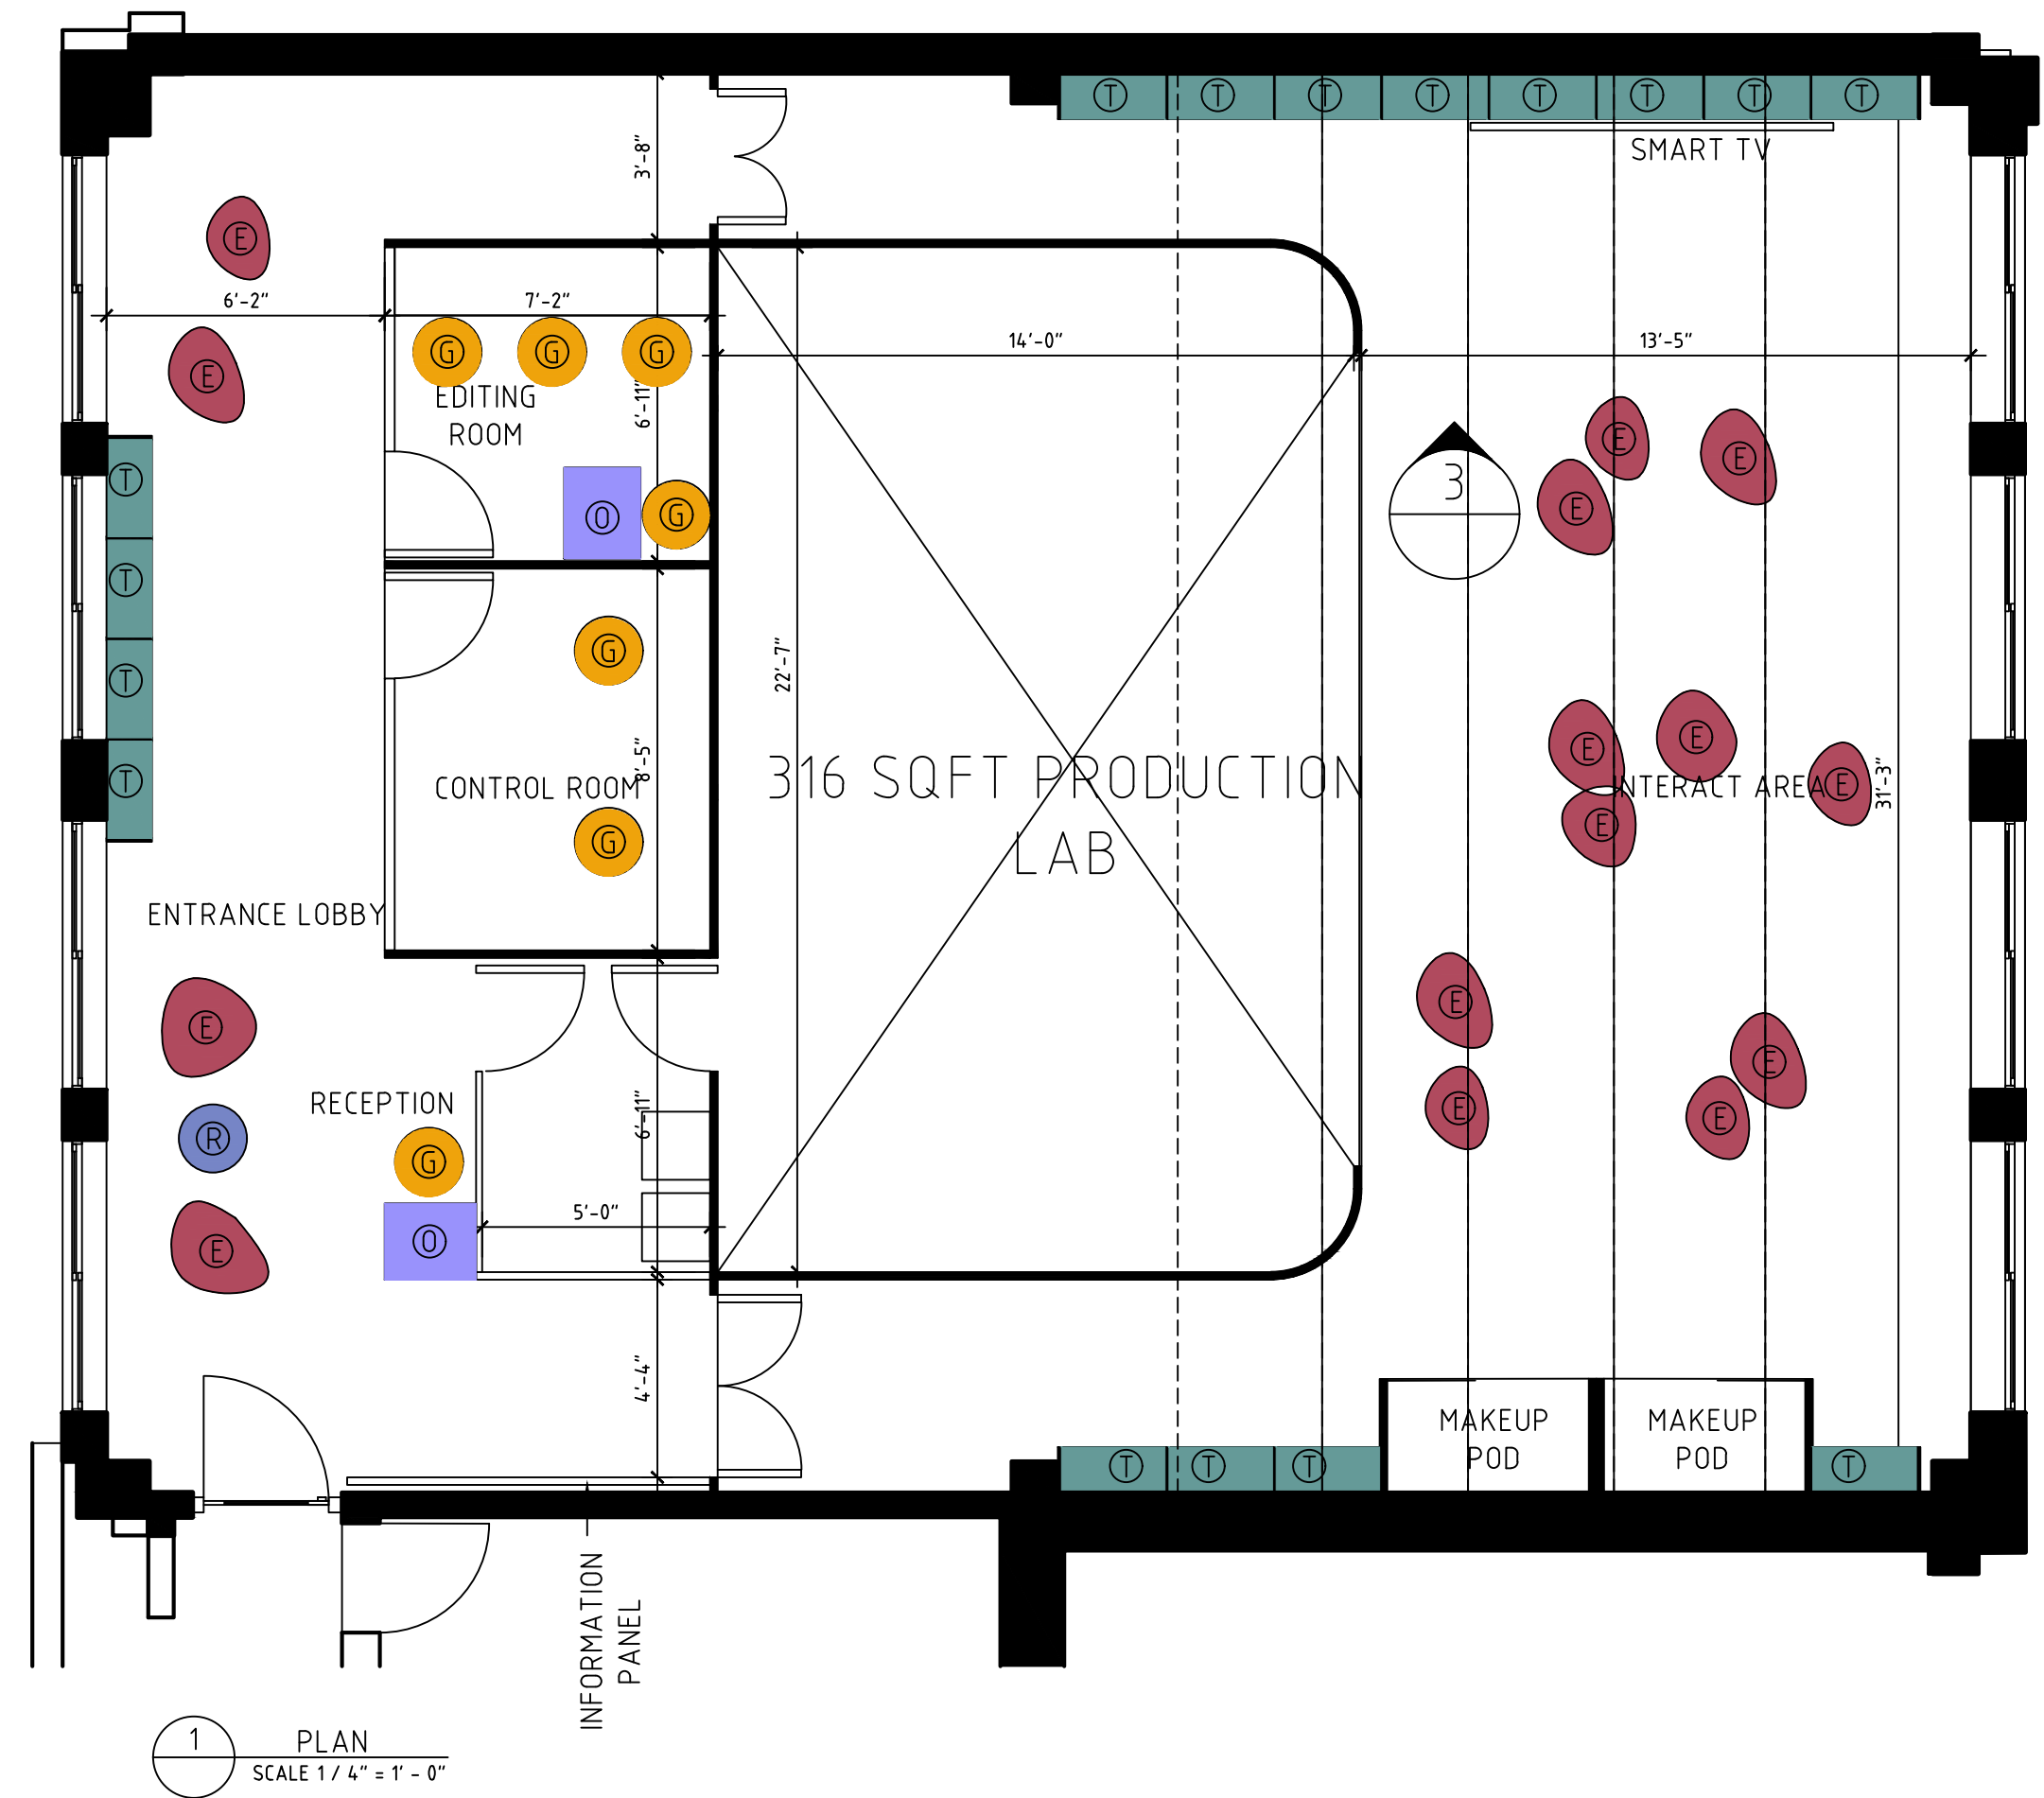 T T T T T T T T
SMART TV
3'-8"
E
6'-2"
7'-2"
14'-0"
13'-5"
E
G G G
EDITING
ROOM
6'-11"
E E E
3
T
O G
T
G
22'-7"
T
E E E
T
CONTROL ROOM
8'-5"
316 SQFT PRODUCTION
LAB
INTERACT AREA
31'-3"
E
G
ENTRANCE LOBBY
E
E
E
RECEPTION
6'-11"
E
E
R
G
5'-0"
O
E
4'-4"
MAKEUP
POD
MAKEUP
POD
T T T T
INFORMATION
PANEL
1
PLAN
SCALE 1 / 4" = 1' - 0"